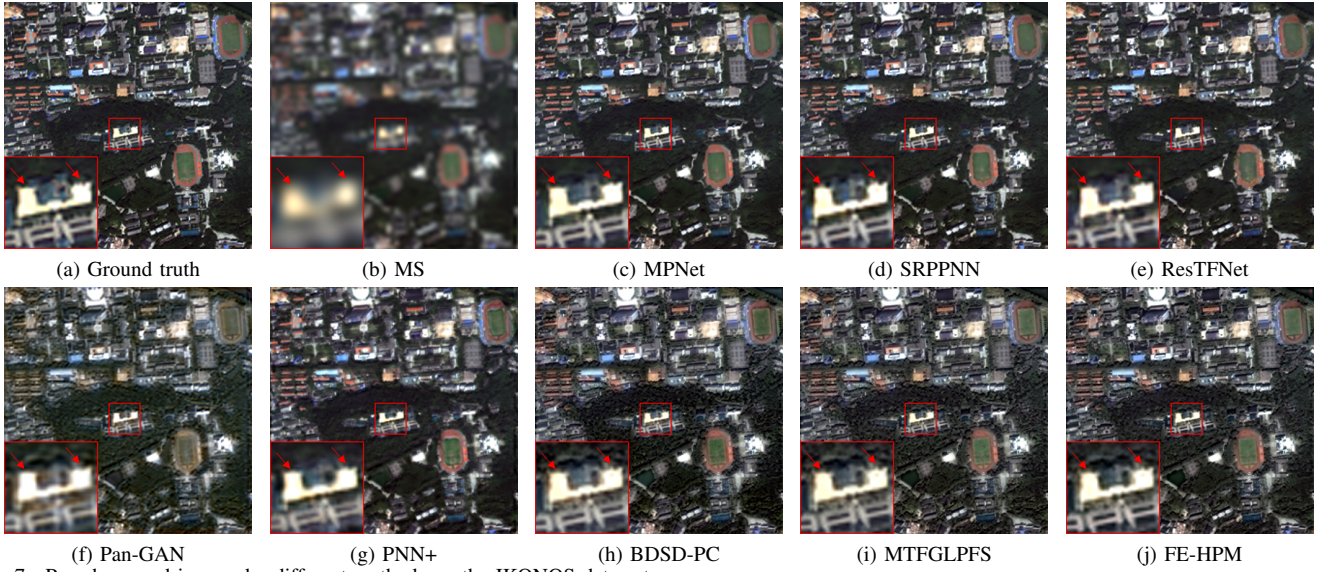 (a) Ground truth
(b) MS
(c) MPNet
(d) SRPPNN
(e) ResTFNet
(f) Pan-GAN
(g) PNN+
(h) BDSD-PC
(i) MTFGLPFS
(j) FE-HPM